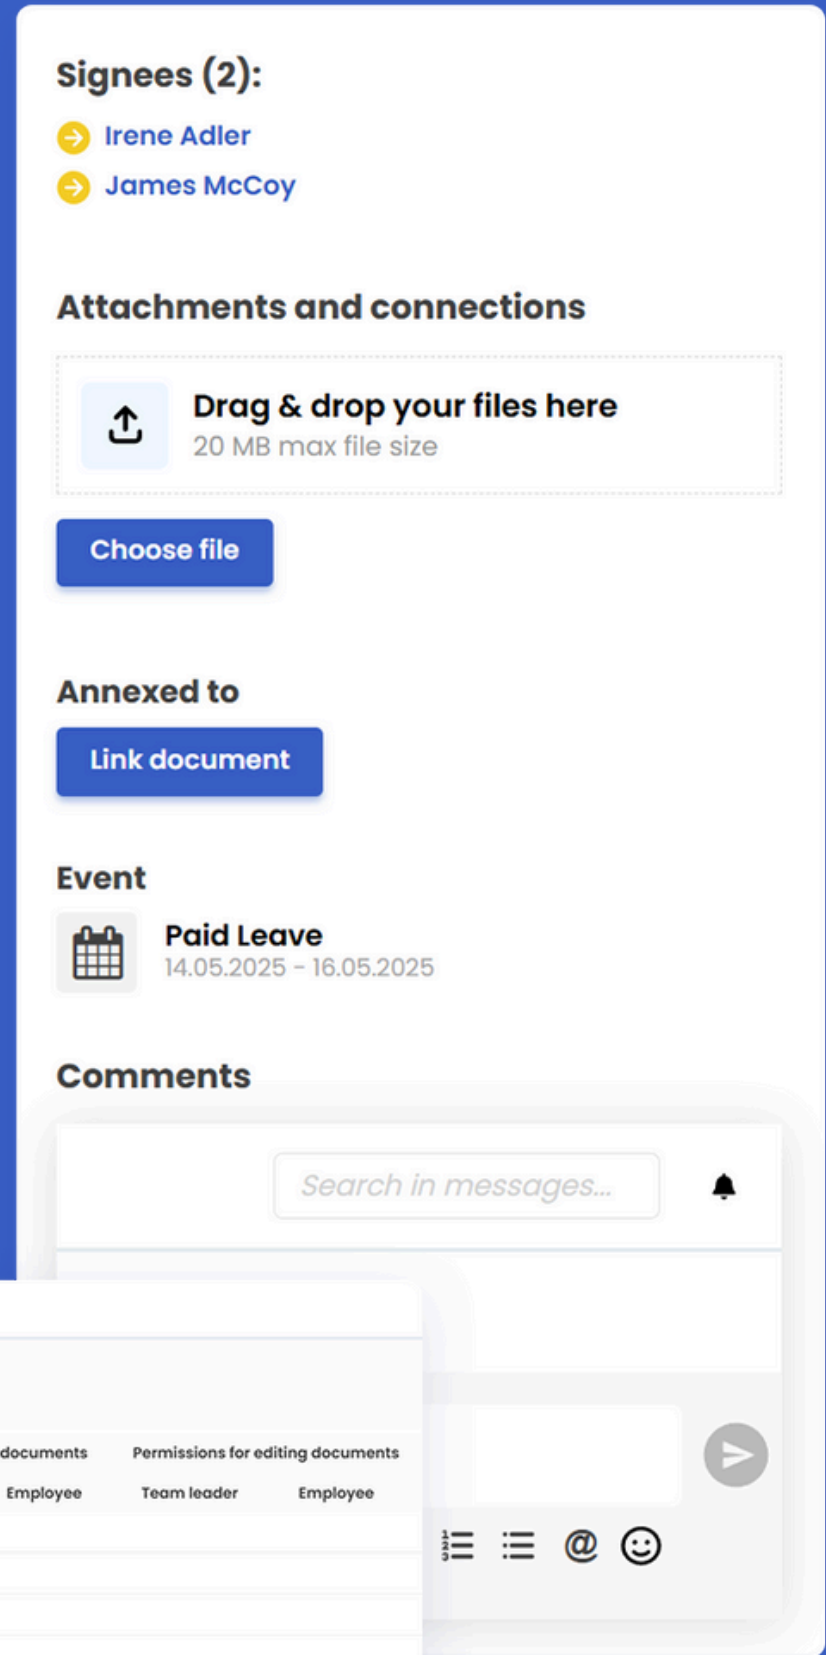 Signees (2):
Irene Adler
James McCoy
Attachments and connections
Drag & drop your files here
20 MB max file size
Choose file
Annexed to
Link document
Event
Paid Leave
14.05.2025 - 16.05.2025
Comments
Search in messages...
documents Permissions for editing documents
Employee Team leader Employee
@